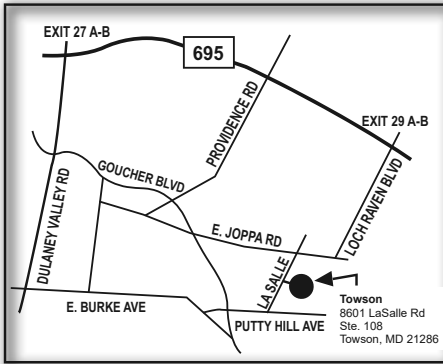 EXIT 27 A-B
695
PROVIDENCE RD
EXIT 29 A-B
GOUCHER BLVD
LOCH RAVEN BLVD
DULANEY VALLEY RD
E. JOPPA RD
LA SALLE
E. BURKE AVE
PUTTY HILL AVE
Towson
8601 LaSalle Rd
Ste. 108
Towson, MD 21286